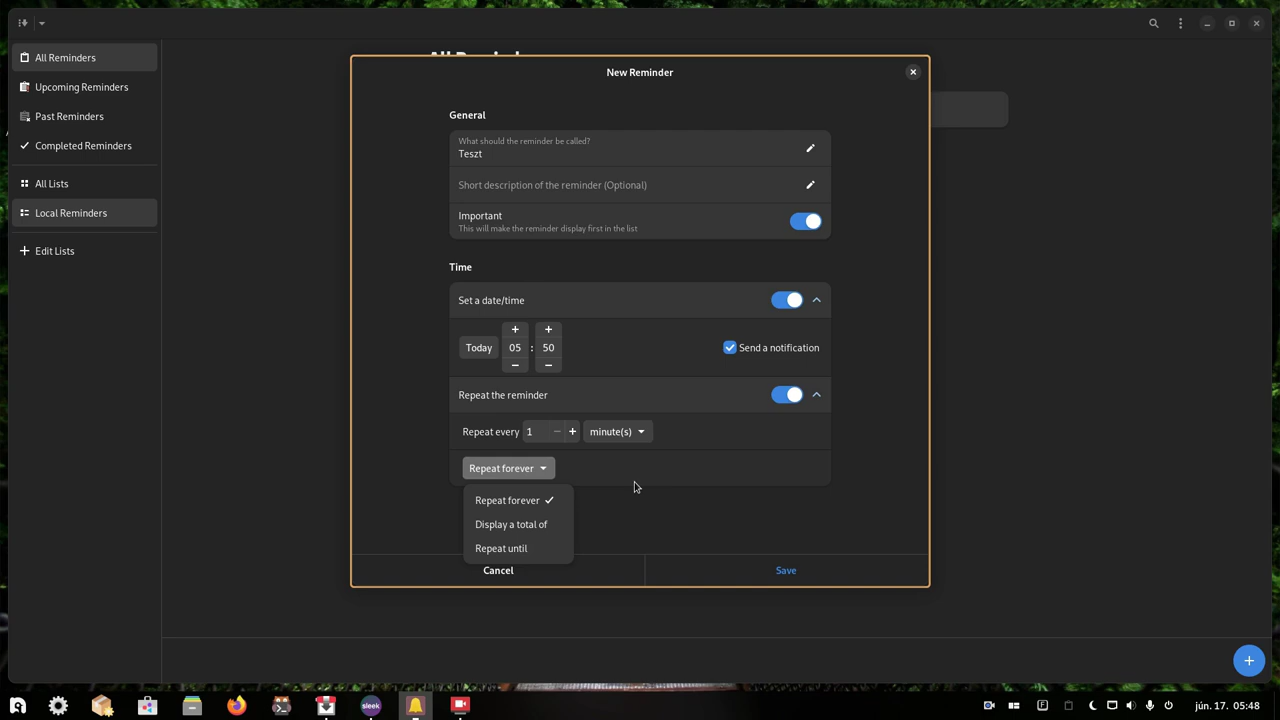 All Reminders
Upcoming Reminders
Past Reminders
Completed Reminders
All Lists
Local Reminders
Edit Lists
New Reminder
General
What should the reminder be called?
Teszt
Short description of the reminder (Optional)
Important
This will make the reminder display first in the list
Time
Set a date/time
Today
05 : 50
Send a notification
Repeat the reminder
Repeat every 1 minute(s)
Repeat forever
Repeat forever
Display a total of
Repeat until
Cancel
Save
sleek
jún. 17. 05:48